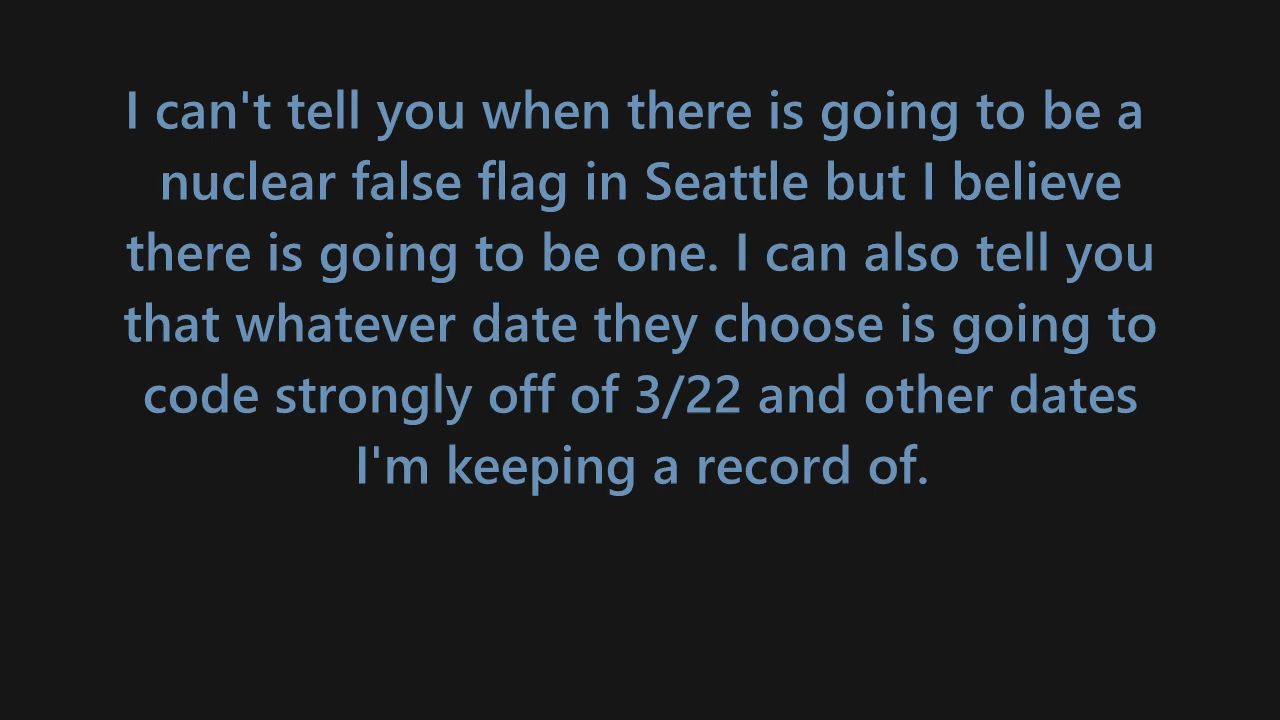 I can't tell you when there is going to be a
nuclear false flag in Seattle but I believe
there is going to be one. I can also tell you
that whatever date they choose is going to
code strongly off of 3/22 and other dates
I'm keeping a record of.